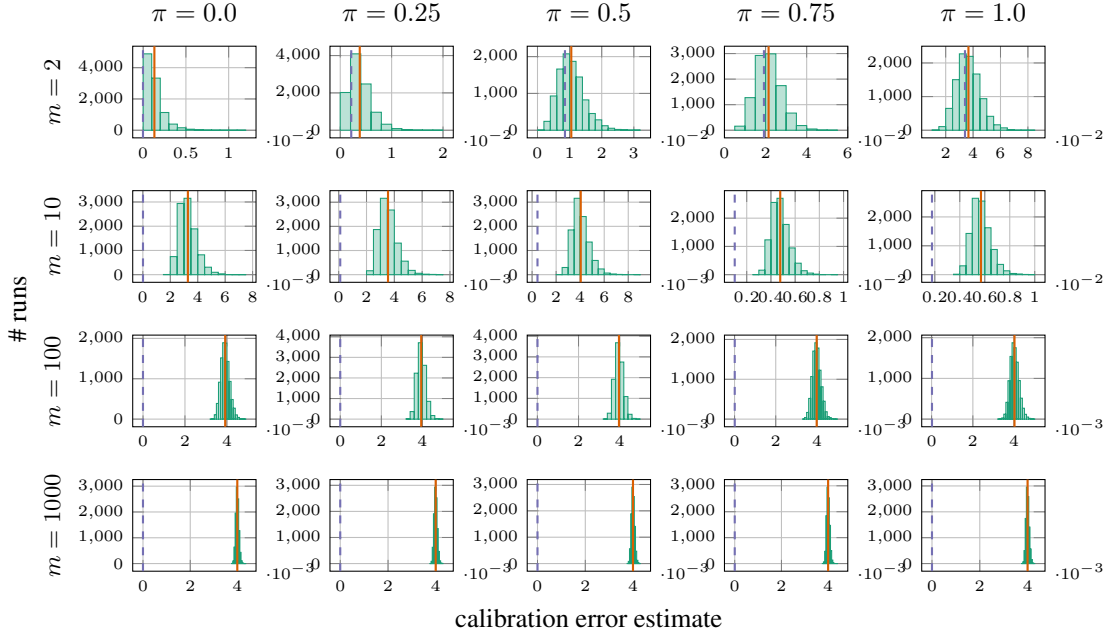 π = 0.0 π = 0.25 π = 0.5 π = 0.75 π = 1.0
m = 2
4,000 2,000 0
0 0.5 1 ·10⁻²
4,000 2,000 0
0 1 2 ·10⁻²
2,000 1,000 0
0 1 2 3 ·10⁻²
3,000 2,000 1,000 0
0 2 4 6 ·10⁻²
2,000 1,000 0
2 4 6 8 ·10⁻²
m = 10
3,000 2,000 1,000 0
0 2 4 6 8 ·10⁻³
3,000 2,000 1,000 0
0 2 4 6 8 ·10⁻³
3,000 2,000 1,000 0
0 2 4 6 8 ·10⁻³
2,000 1,000 0
0.2 0.4 0.6 0.8 1 ·10⁻²
2,000 1,000 0
0.2 0.4 0.6 0.8 1 ·10⁻²
# runs
m = 100
2,000 1,000 0
0 2 4 ·10⁻³
3,000 2,000 1,000 0
0 2 4 ·10⁻³
4,000 3,000 2,000 1,000 0
0 2 4 ·10⁻³
2,000 1,000 0
0 2 4 ·10⁻³
2,000 1,000 0
0 2 4 ·10⁻³
m = 1000
3,000 2,000 1,000 0
0 2 4 ·10⁻³
3,000 2,000 1,000 0
0 2 4 ·10⁻³
3,000 2,000 1,000 0
0 2 4 ·10⁻³
3,000 2,000 1,000 0
0 2 4 ·10⁻³
3,000 2,000 1,000 0
0 2 4 ·10⁻³
calibration error estimate